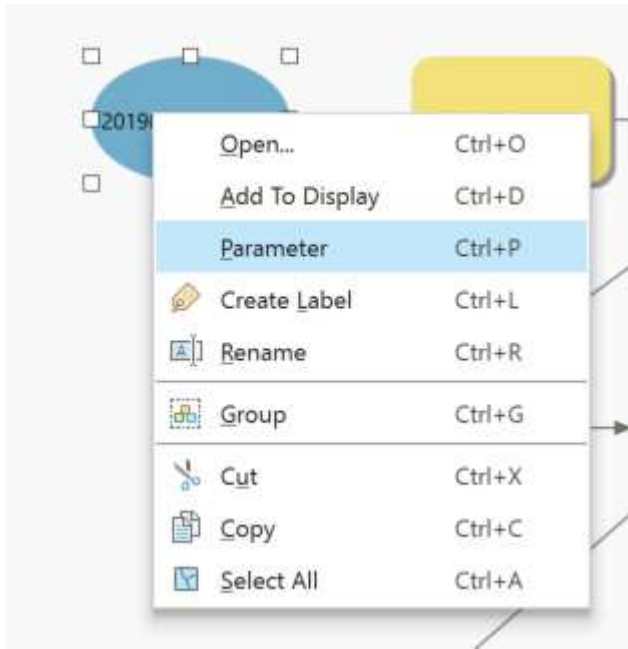 2019
Open... Ctrl+O
Add To Display Ctrl+D
Parameter Ctrl+P
Create Label Ctrl+L
Rename Ctrl+R
Group Ctrl+G
Cut Ctrl+X
Copy Ctrl+C
Select All Ctrl+A